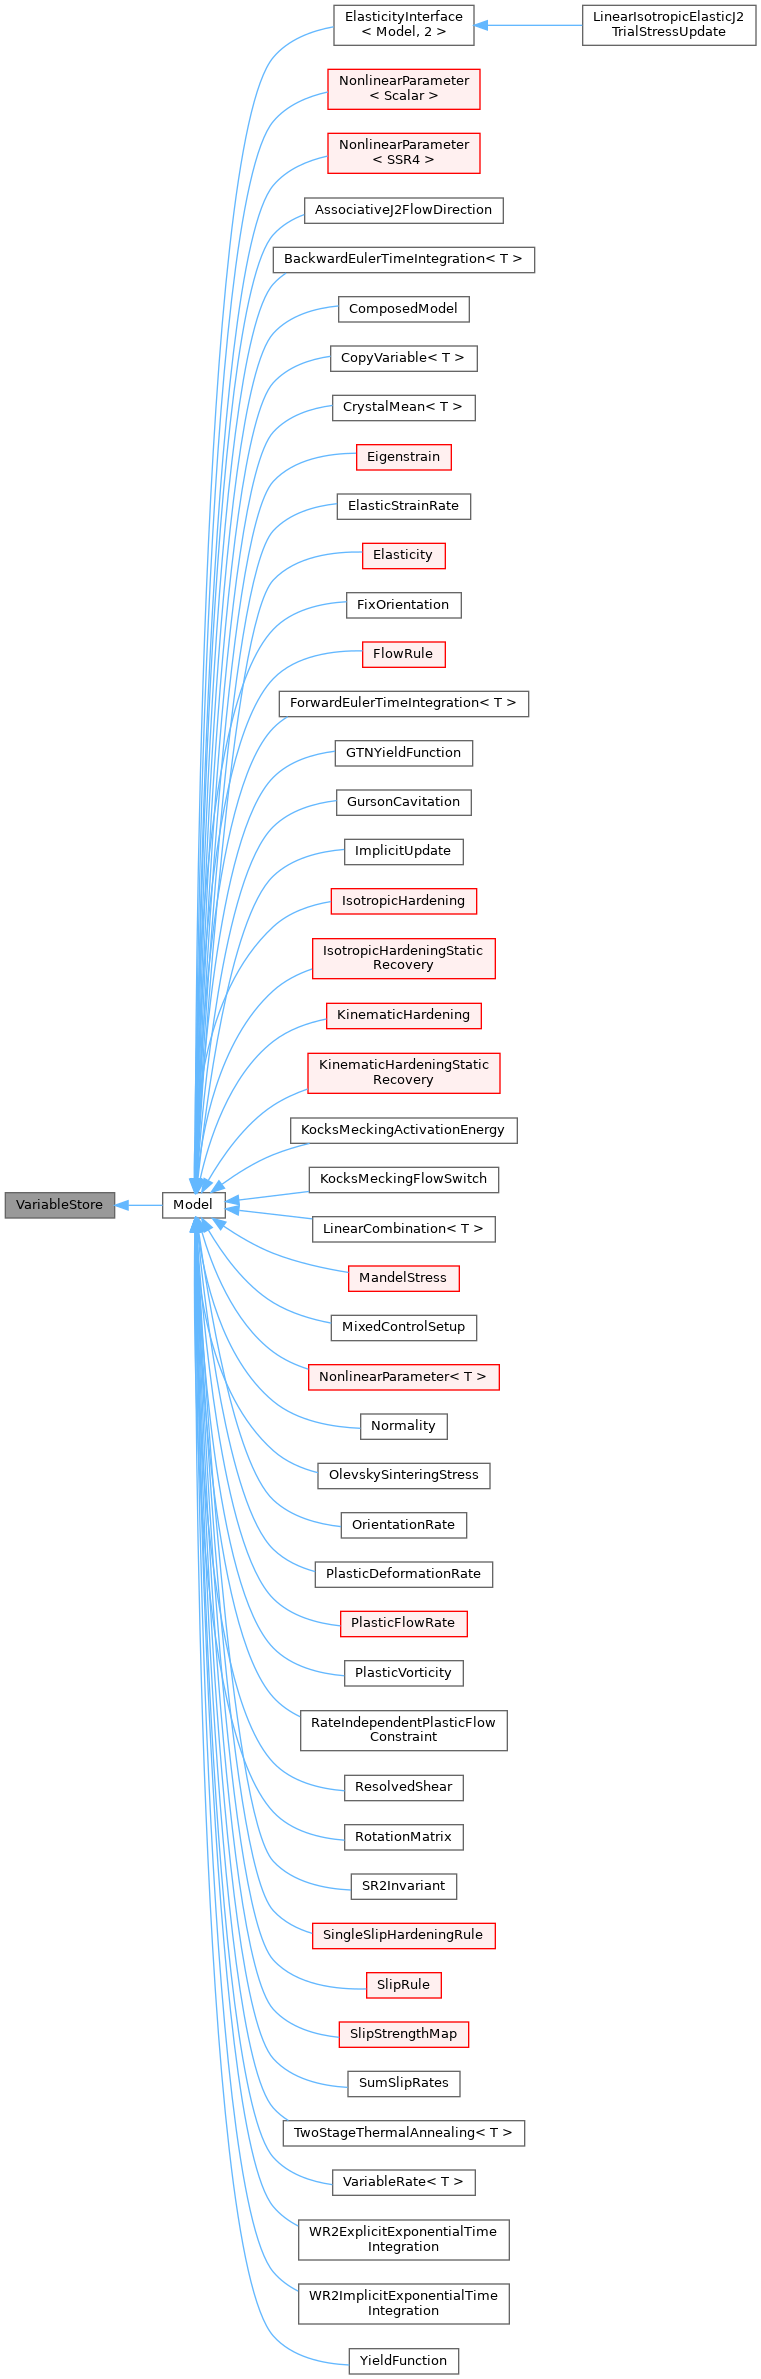 ElasticityInterface
< Model, 2 >
LinearIsotropicElasticJ2
TrialStressUpdate
NonlinearParameter
< Scalar >
NonlinearParameter
< SSR4 >
AssociativeJ2FlowDirection
BackwardEulerTimeIntegration< T >
ComposedModel
CopyVariable< T >
CrystalMean< T >
Eigenstrain
ElasticStrainRate
Elasticity
FixOrientation
FlowRule
ForwardEulerTimeIntegration< T >
GTNYieldFunction
GursonCavitation
ImplicitUpdate
IsotropicHardening
IsotropicHardeningStatic
Recovery
KinematicHardening
KinematicHardeningStatic
Recovery
KocksMeckingActivationEnergy
KocksMeckingFlowSwitch
VariableStore
Model
LinearCombination< T >
MandelStress
MixedControlSetup
NonlinearParameter< T >
Normality
OlevskySinteringStress
OrientationRate
PlasticDeformationRate
PlasticFlowRate
PlasticVorticity
RateIndependentPlasticFlow
Constraint
ResolvedShear
RotationMatrix
SR2Invariant
SingleSlipHardeningRule
SlipRule
SlipStrengthMap
SumSlipRates
TwoStageThermalAnnealing< T >
VariableRate< T >
WR2ExplicitExponentialTime
Integration
WR2ImplicitExponentialTime
Integration
YieldFunction